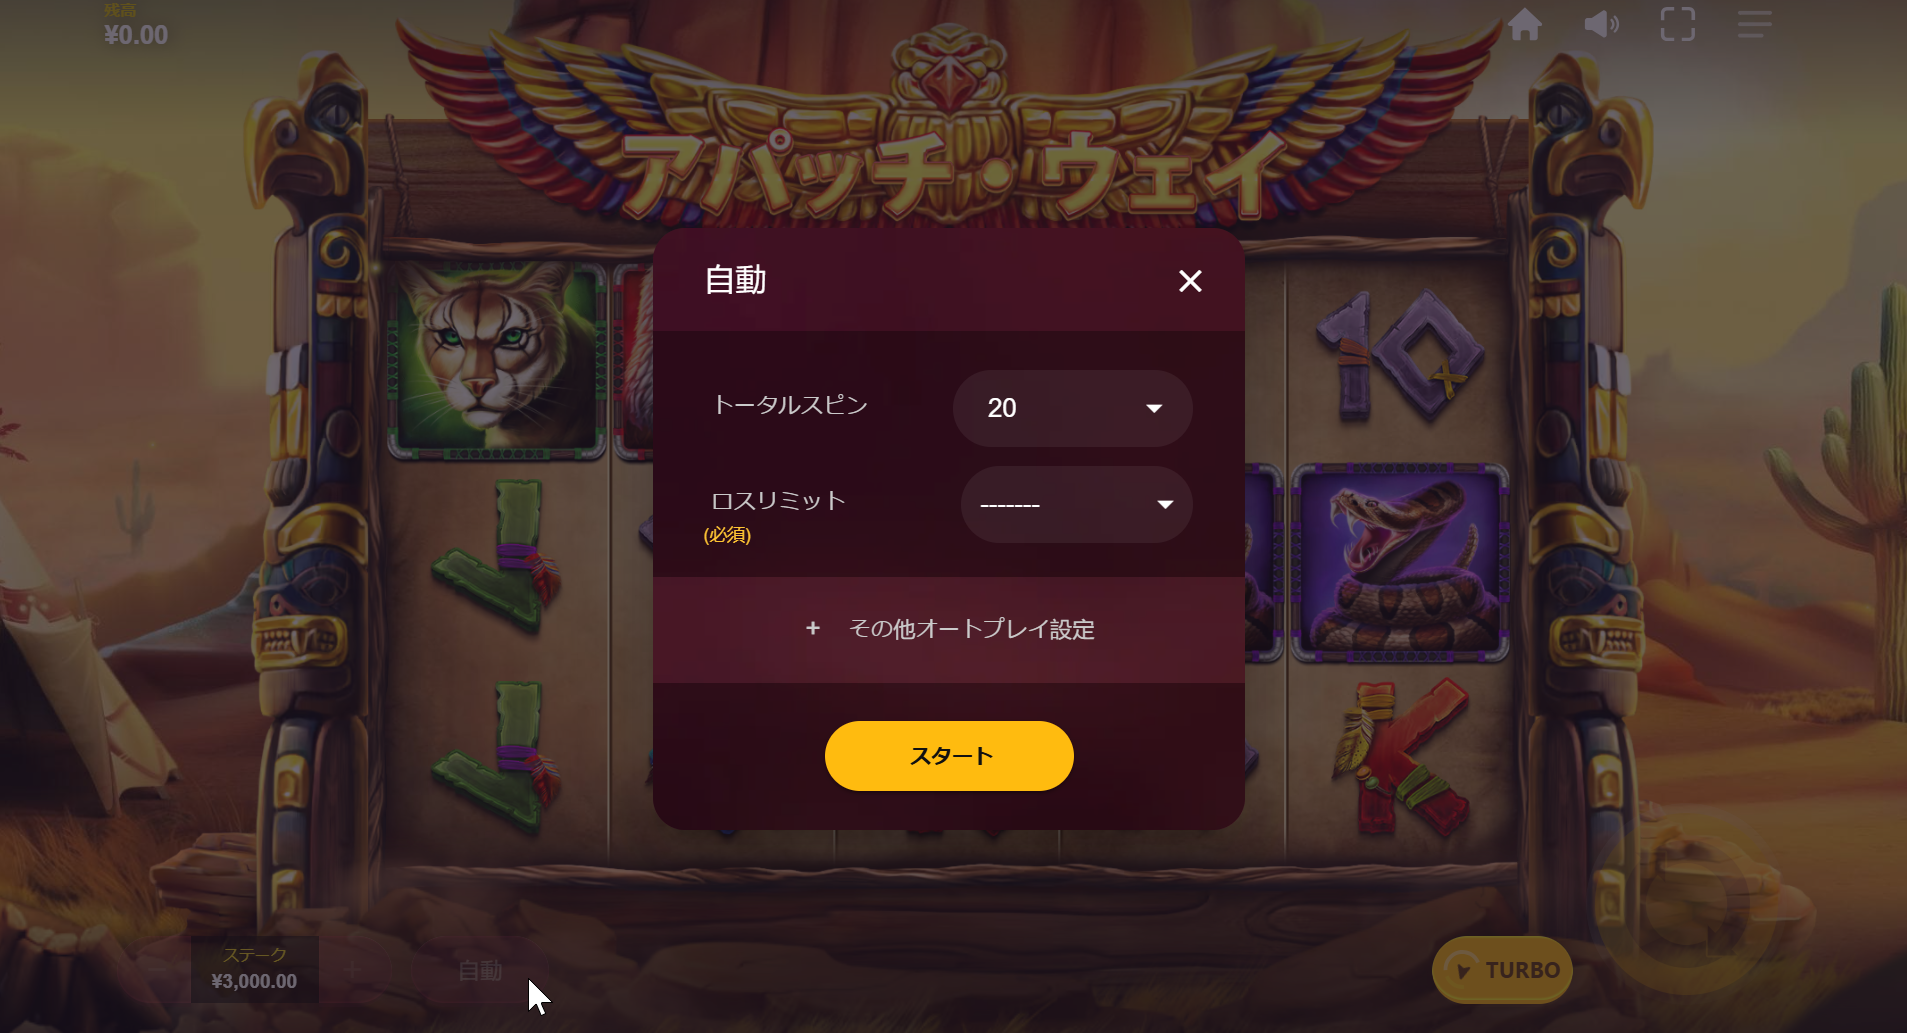 残高
¥0.00
アパッチ・ウェイ
自動
トータルスピン
20
ロスリミット
-------
(必須)
+ その他オートプレイ設定
スタート
10
J
J
K
ステーク
¥3,000.00
+
自動
TURBO